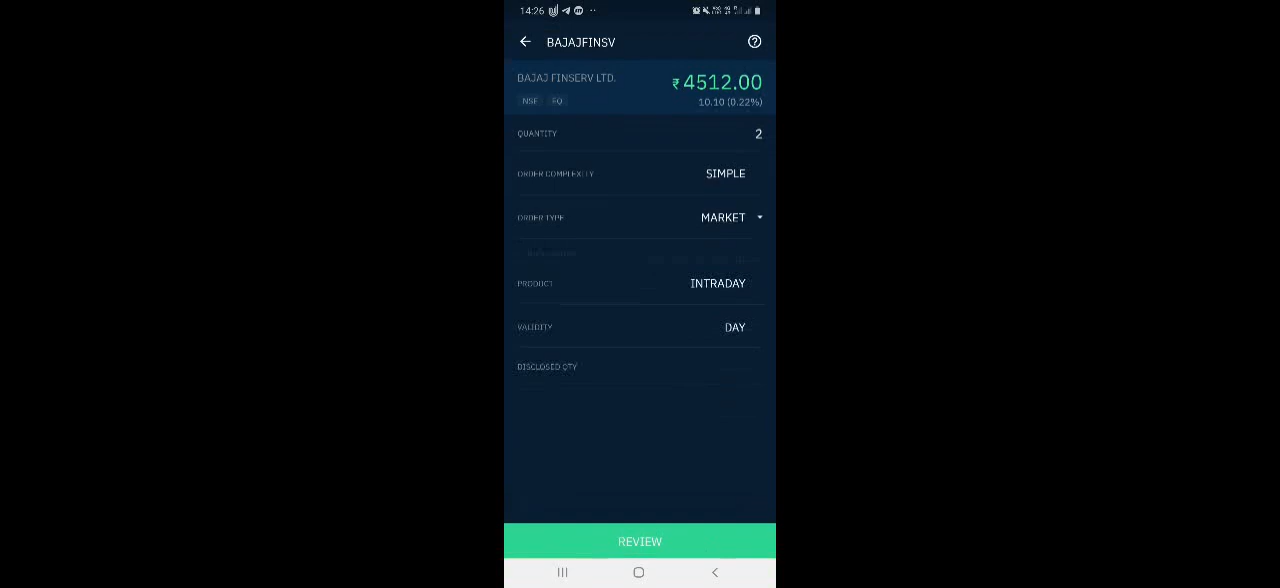 14:26
BAJAJFINSV
BAJAJ FINSERV LTD.
₹ 4512.00
NSE EQ
10.10 (0.22%)
QUANTITY 2
ORDER COMPLEXITY SIMPLE
ORDER TYPE MARKET
PRODUCT INTRADAY
VALIDITY DAY
DISCLOSED QTY
REVIEW